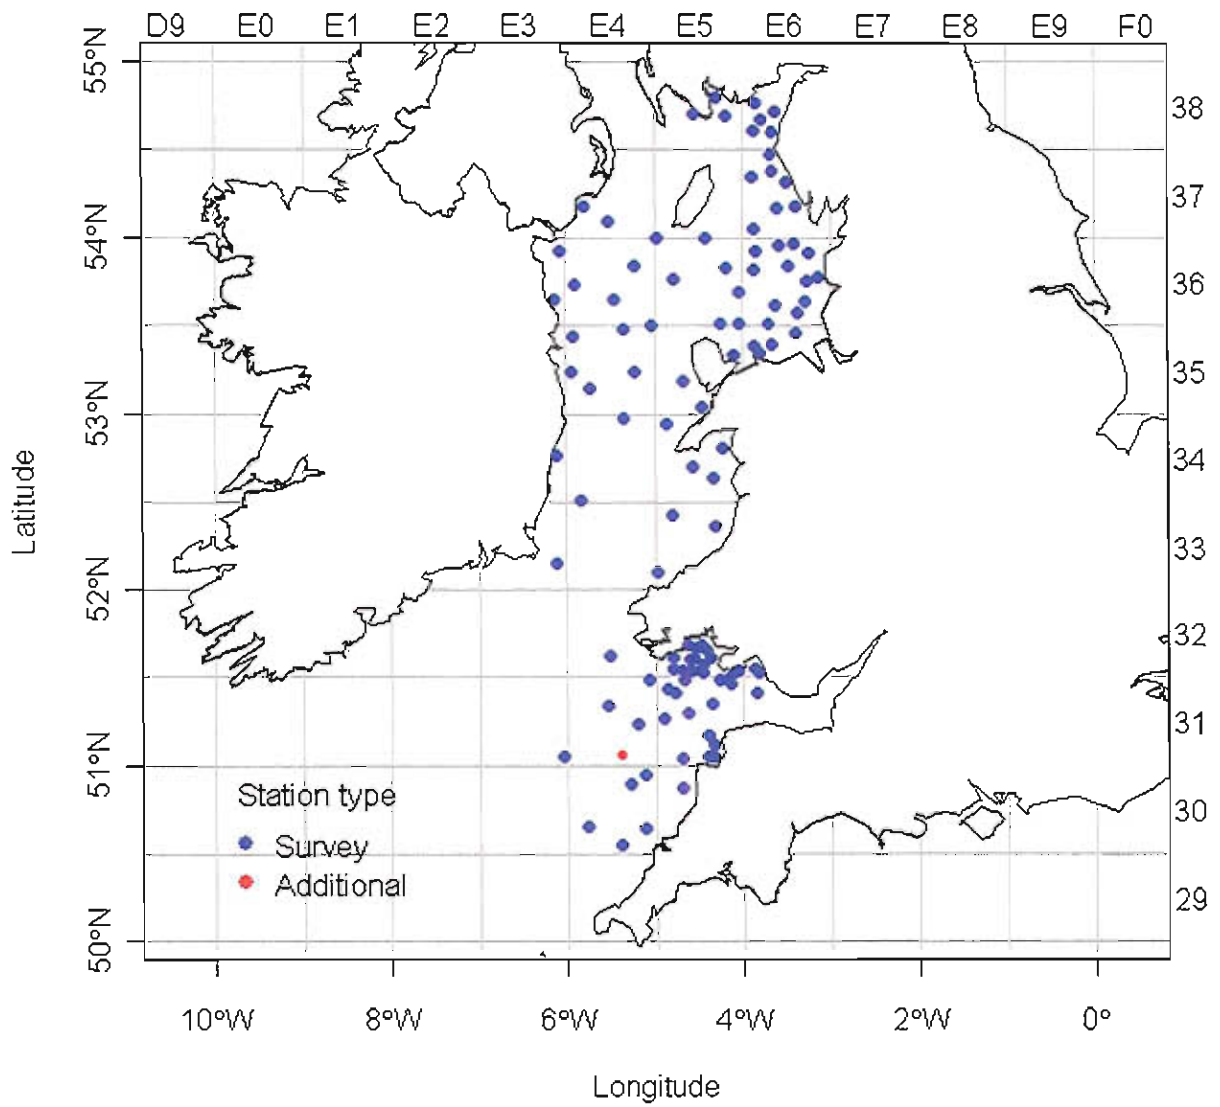 D9 E0 E1 E2 E3 E4 E5 E6 E7 E8 E9 F0
55°N
38
37
54°N
36
35
53°N
34
Latitude
33
52°N
32
31
51°N
Station type
30
Survey
Additional
29
50°N
10°W 8°W 6°W 4°W 2°W 0°
Longitude